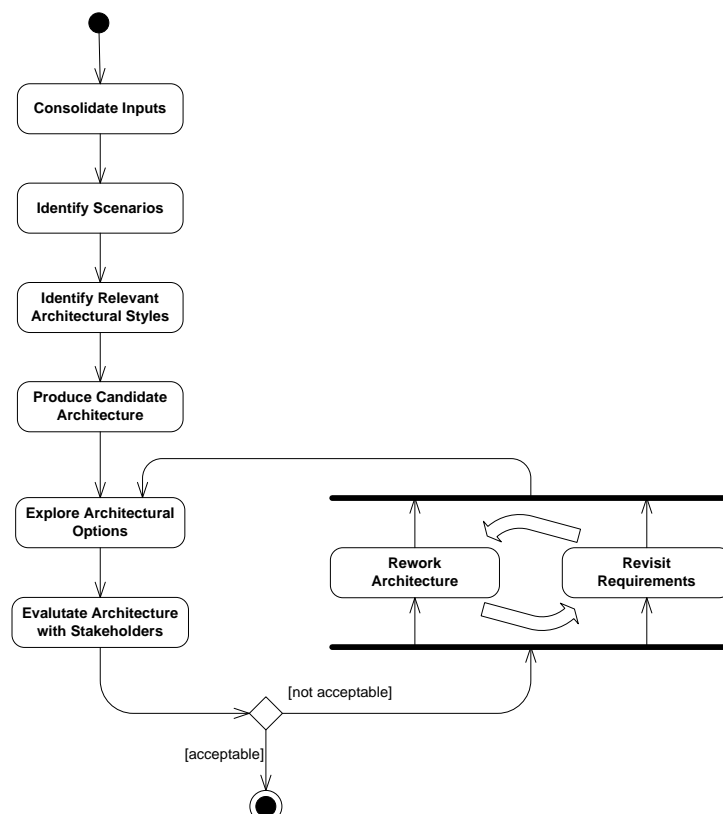 Consolidate Inputs
Identify Scenarios
Identify Relevant
Architectural Styles
Produce Candidate
Architecture
Explore Architectural
Options
Rework
Architecture
Revisit
Requirements
Evalutate Architecture
with Stakeholders
[not acceptable]
[acceptable]